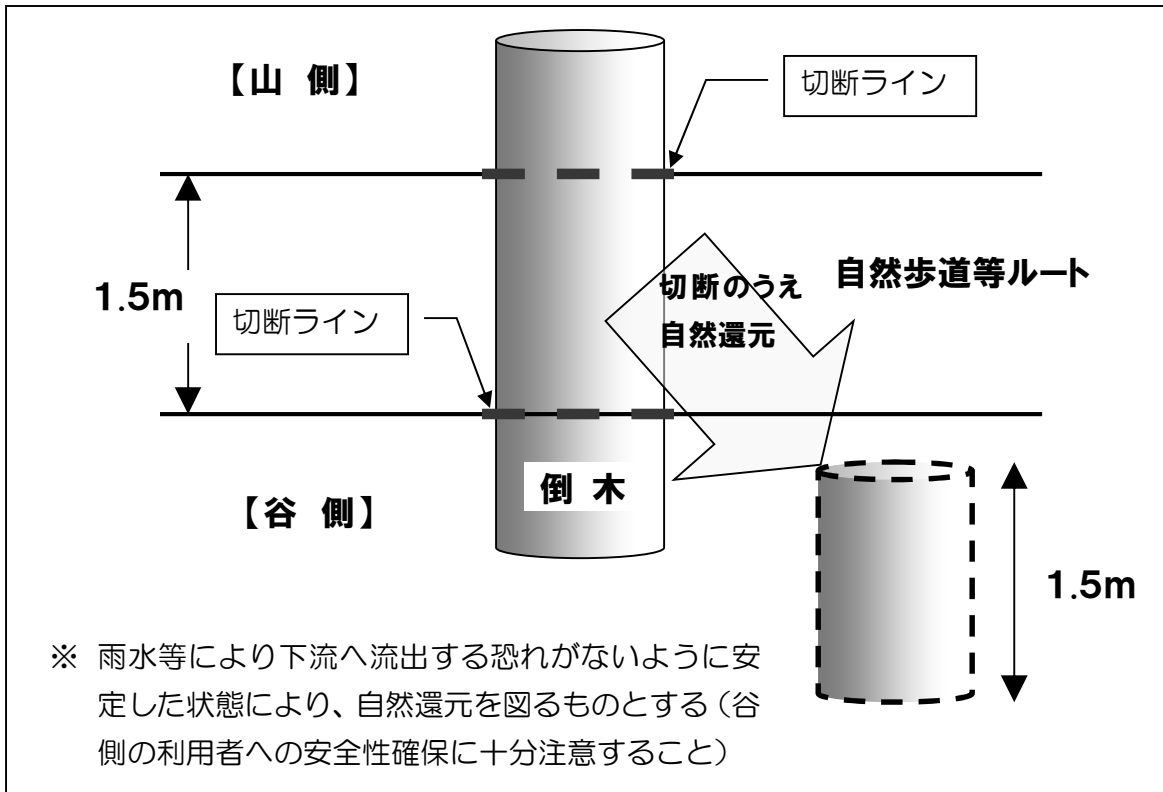 【山 側】
切断ライン
1.5m
切断ライン
切断のうえ
自然還元
自然歩道等ルート
倒 木
【谷 側】
1.5m
※ 雨水等により下流へ流出する恐れがないように安
定した状態により、自然還元を図るものとする（谷
側の利用者への安全性確保に十分注意すること）